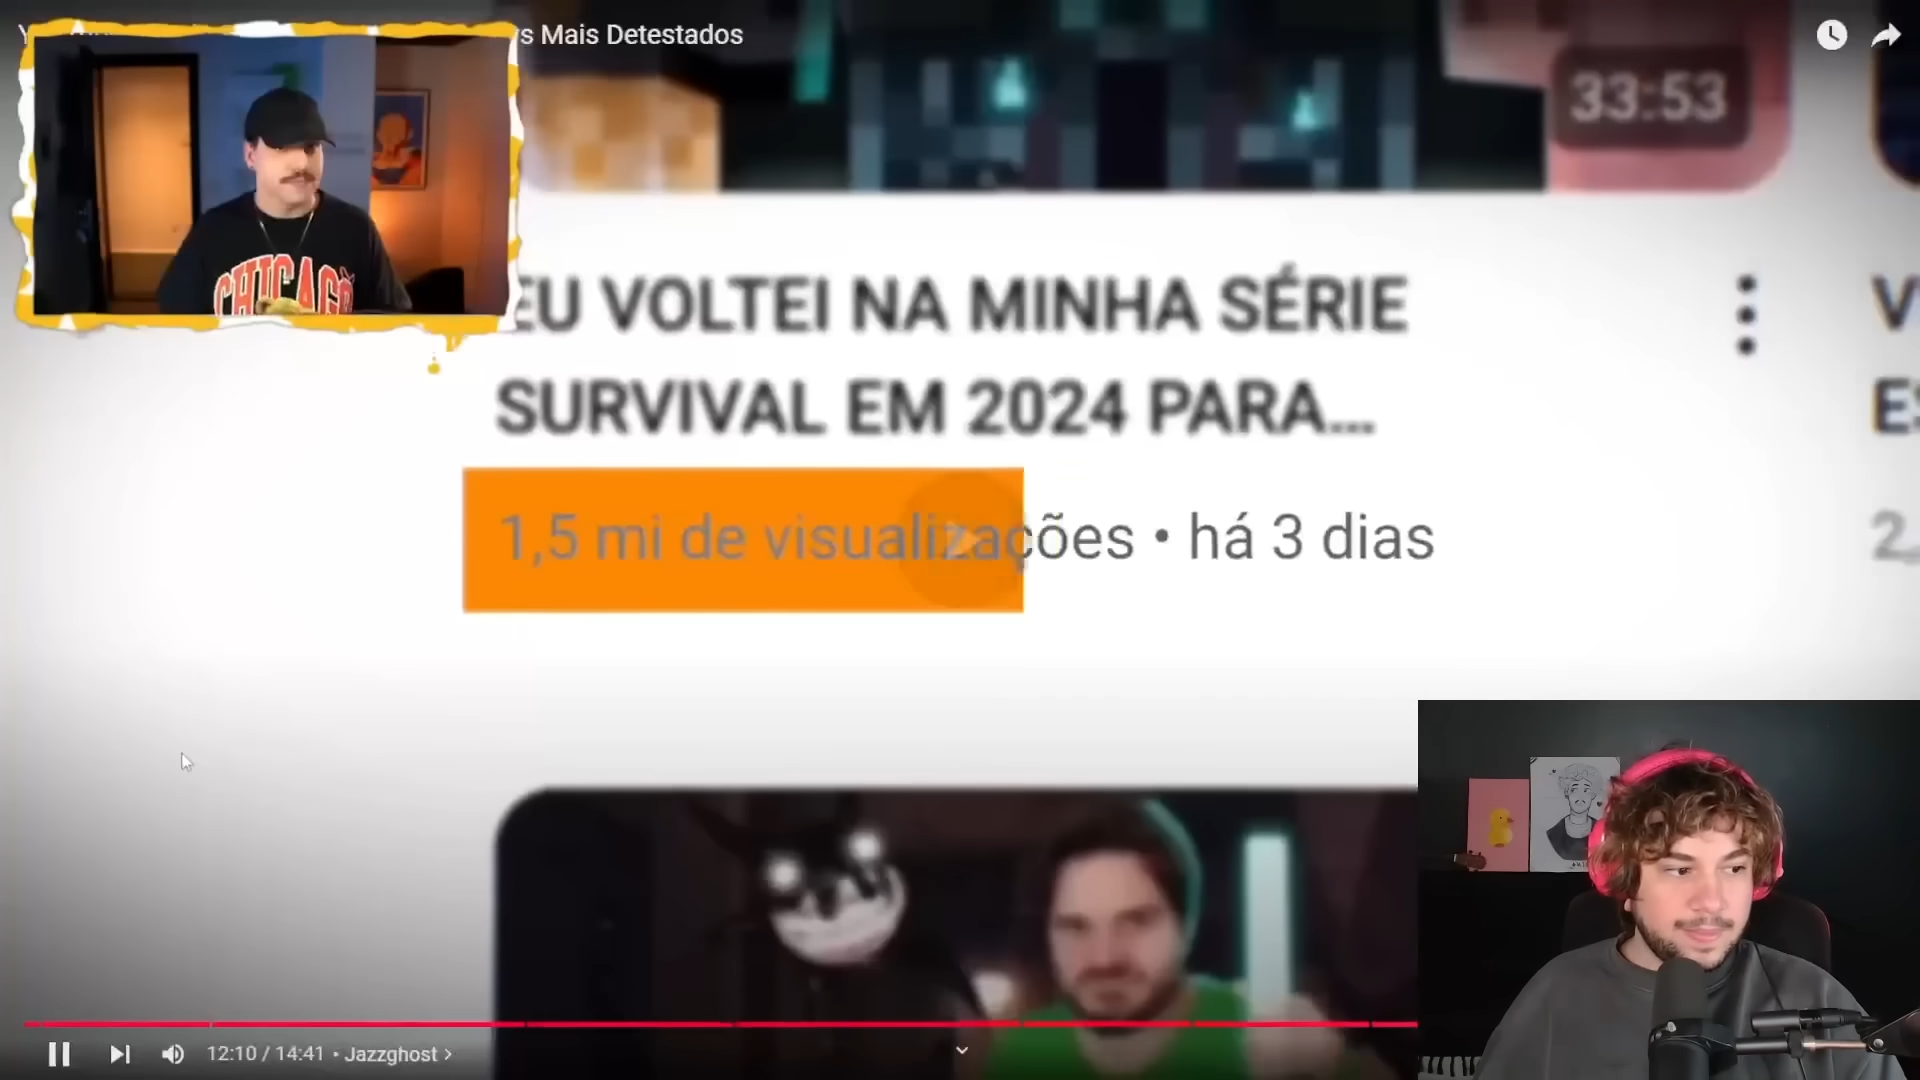 s Mais Detestados
33:53
EU VOLTEI NA MINHA SÉRIE
SURVIVAL EM 2024 PARA...
1,5 mi de visualizações • há 3 dias
CHICAGO
12:10 / 14:41 • Jazzghost >